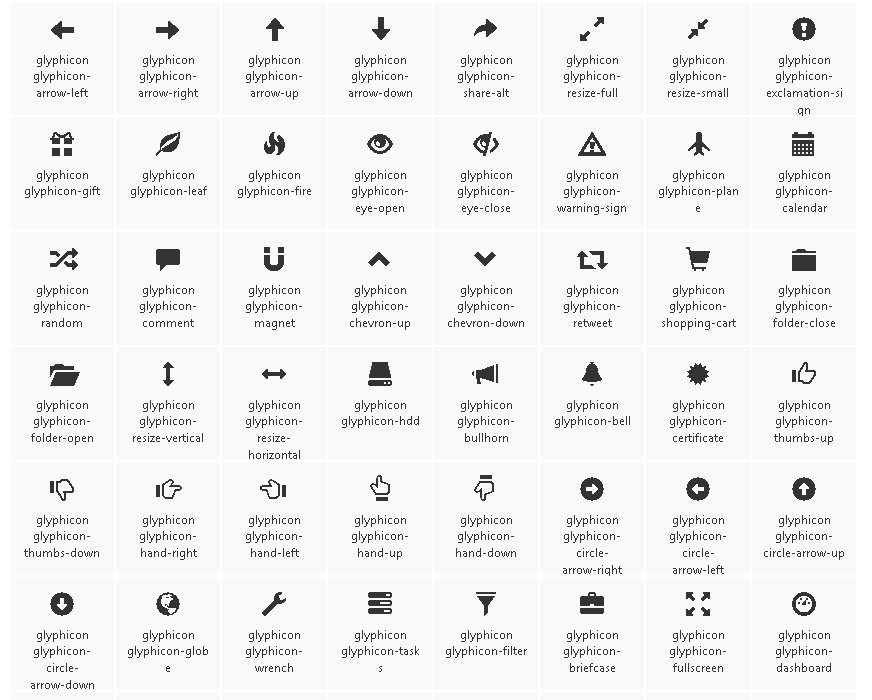 glyphicon
glyphicon-
arrow-left
glyphicon
glyphicon-
arrow-right
glyphicon
glyphicon-
arrow-up
glyphicon
glyphicon-
arrow-down
glyphicon
glyphicon-
share-alt
glyphicon
glyphicon-
resize-full
glyphicon
glyphicon-
resize-small
glyphicon
glyphicon-
exclamation-si
gn
glyphicon
glyphicon-gift
glyphicon
glyphicon-leaf
glyphicon
glyphicon-fire
glyphicon
glyphicon-
eye-open
glyphicon
glyphicon-
eye-close
glyphicon
glyphicon-
warning-sign
glyphicon
glyphicon-plan
e
glyphicon
glyphicon-
calendar
glyphicon
glyphicon-
random
glyphicon
glyphicon-
comment
glyphicon
glyphicon-
magnet
glyphicon
glyphicon-
chevron-up
glyphicon
glyphicon-
chevron-down
glyphicon
glyphicon-
retweet
glyphicon
glyphicon-
shopping-cart
glyphicon
glyphicon-
folder-close
glyphicon
glyphicon-
folder-open
glyphicon
glyphicon-
resize-vertical
glyphicon
glyphicon-
resize-
horizontal
glyphicon
glyphicon-hdd
glyphicon
glyphicon-
bullhorn
glyphicon
glyphicon-bell
glyphicon
glyphicon-
certificate
glyphicon
glyphicon-
thumbs-up
glyphicon
glyphicon-
thumbs-down
glyphicon
glyphicon-
hand-right
glyphicon
glyphicon-
hand-left
glyphicon
glyphicon-
hand-up
glyphicon
glyphicon-
hand-down
glyphicon
glyphicon-
circle-
arrow-right
glyphicon
glyphicon-
circle-
arrow-left
glyphicon
glyphicon-
circle-arrow-up
glyphicon
glyphicon-
circle-
arrow-down
glyphicon
glyphicon-glob
e
glyphicon
glyphicon-
wrench
glyphicon
glyphicon-task
s
glyphicon
glyphicon-filter
glyphicon
glyphicon-
briefcase
glyphicon
glyphicon-
fullscreen
glyphicon
glyphicon-
dashboard